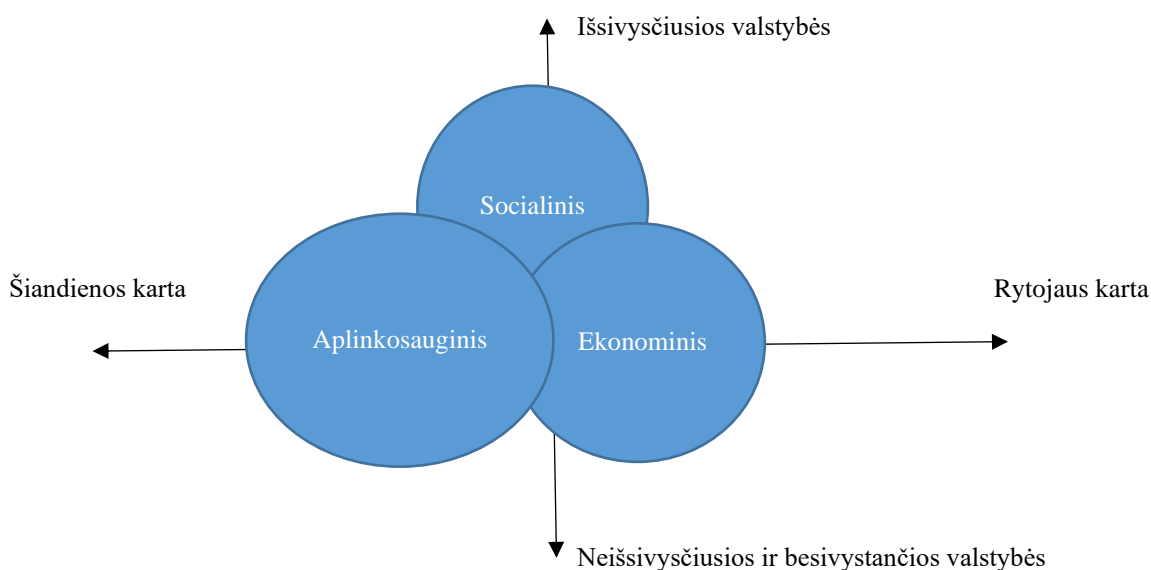 Išsivysčiusios valstybės
Socialinis
Šiandienos karta
Rytojaus karta
Aplinkosauginis
Ekonominis
Neišsivysčiusios ir besivystančios valstybės